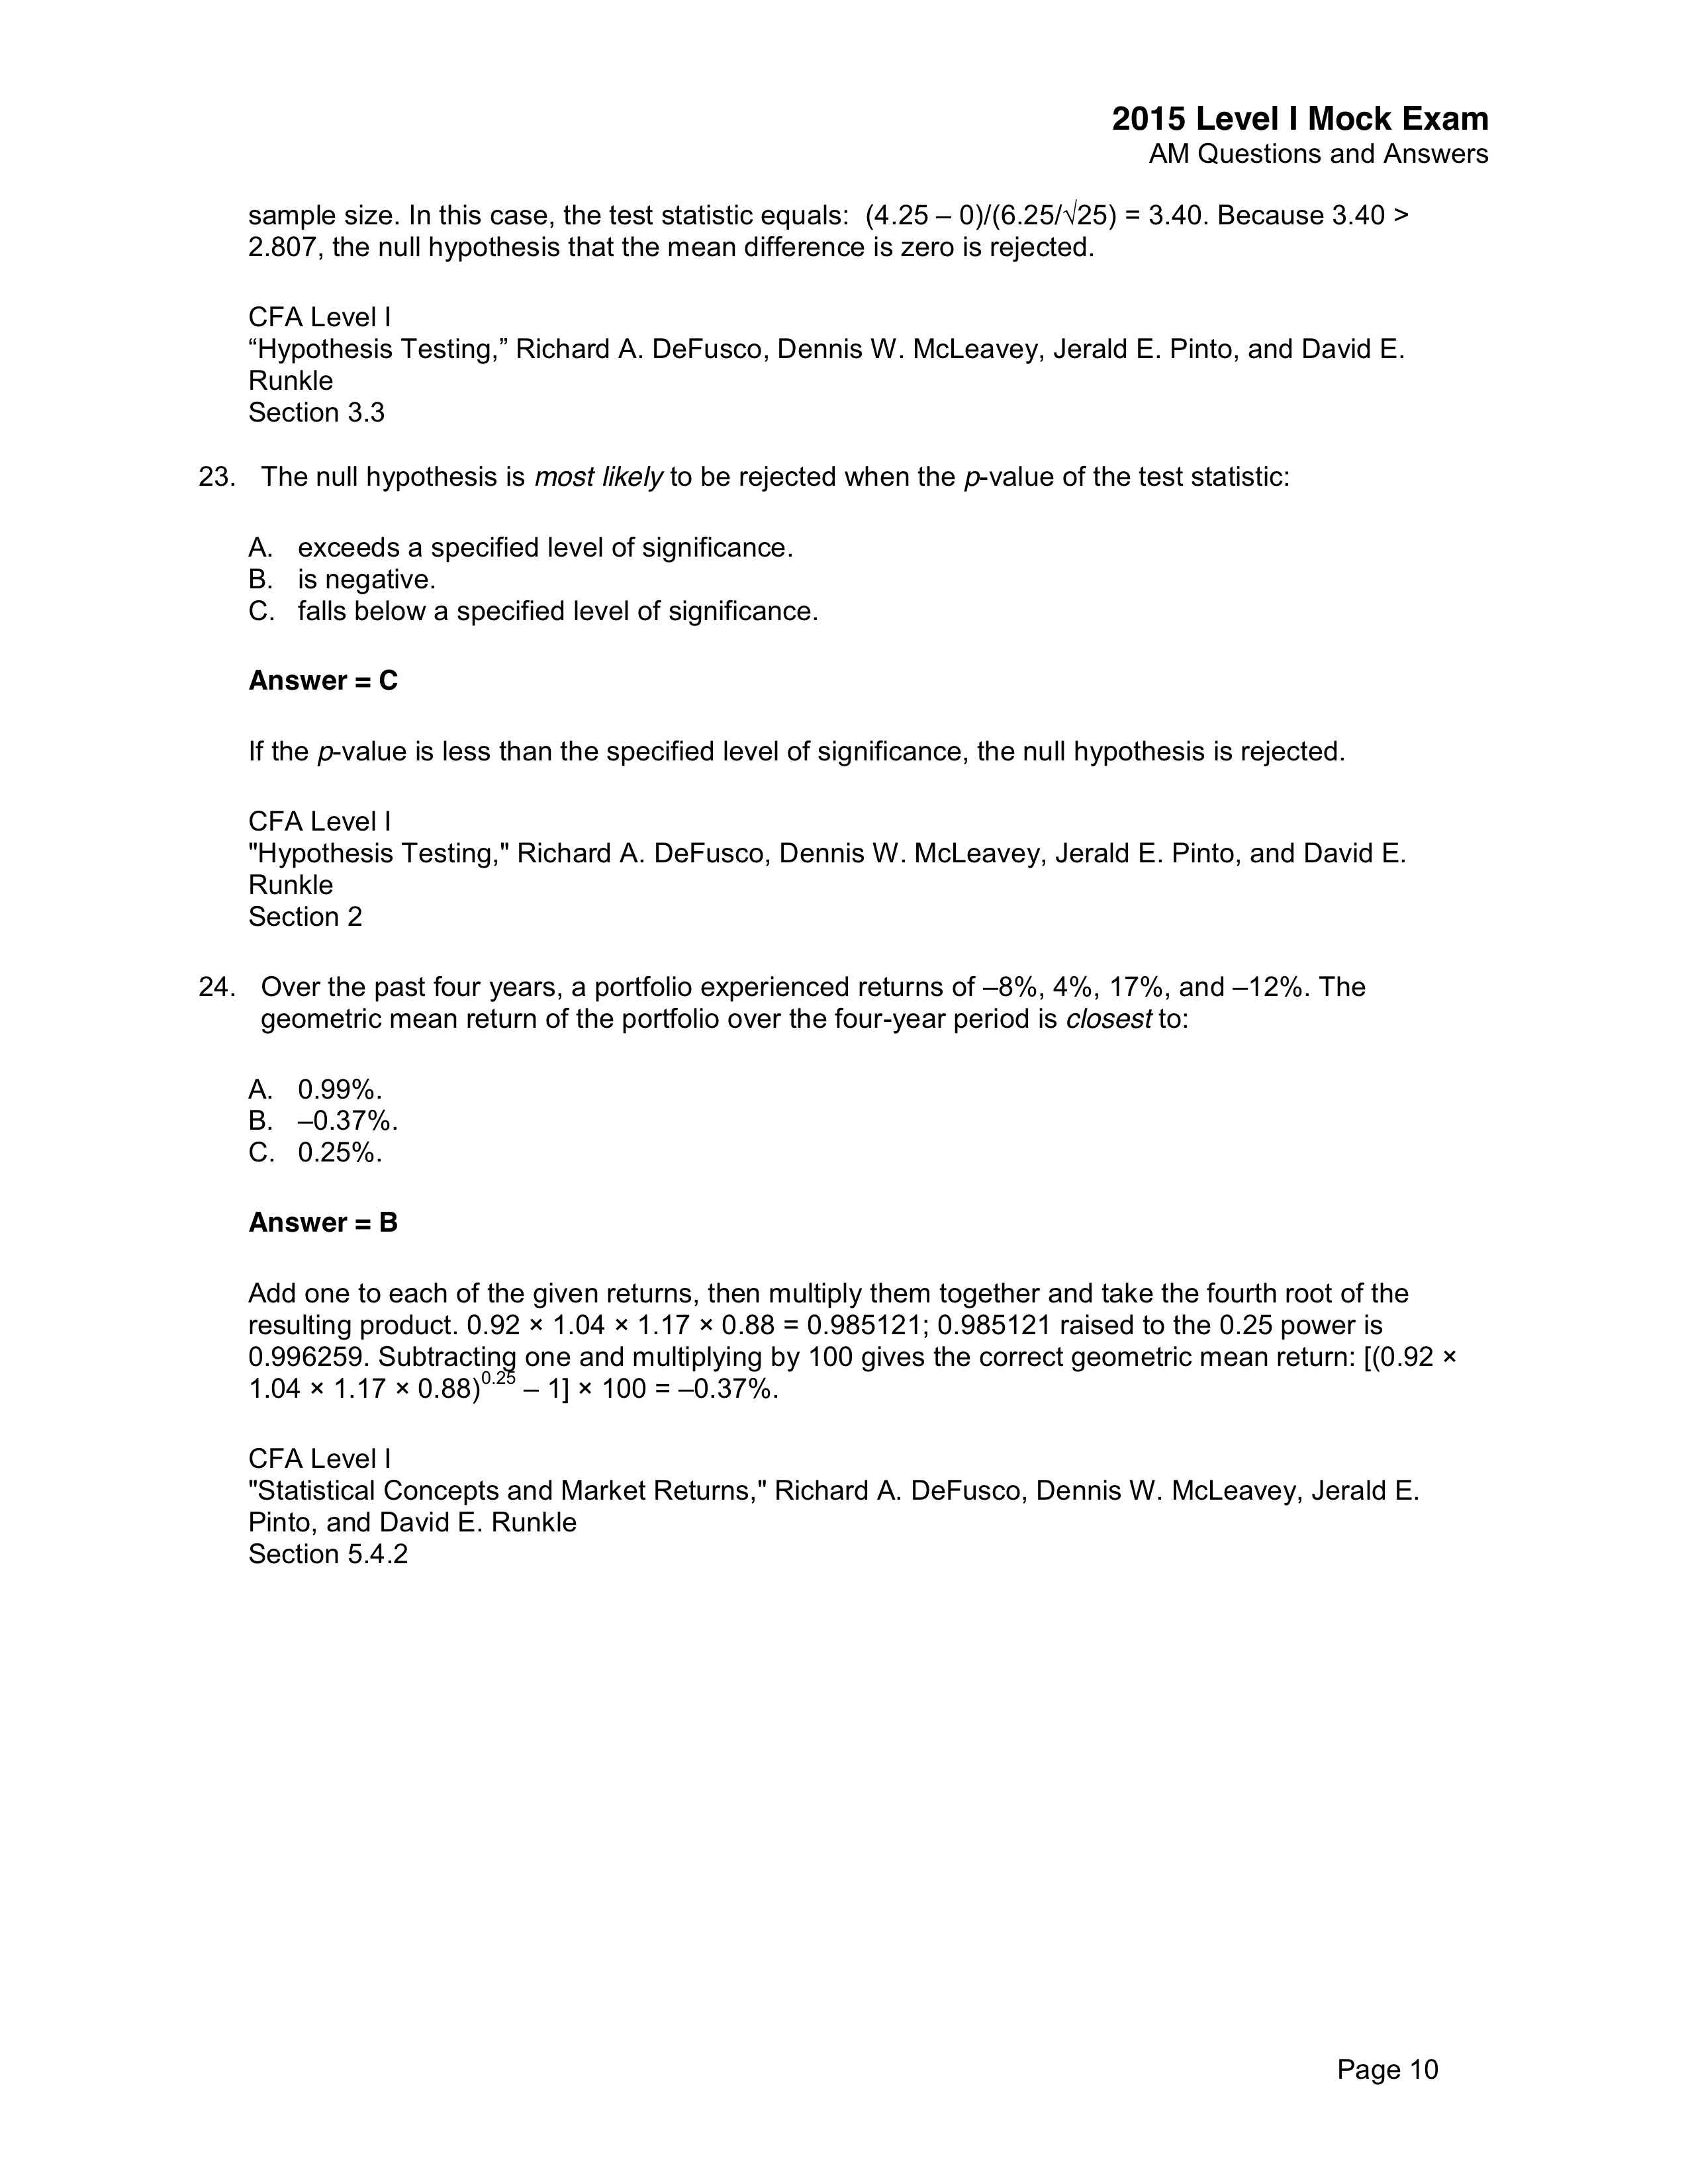 2015 Level I Mock Exam
AM Questions and Answers
sample size. In this case, the test statistic equals:  (4.25 – 0)/(6.25/√25) = 3.40. Because 3.40 >
2.807, the null hypothesis that the mean difference is zero is rejected.
CFA Level I
“Hypothesis Testing,” Richard A. DeFusco, Dennis W. McLeavey, Jerald E. Pinto, and David E.
Runkle
Section 3.3
23. The null hypothesis is most likely to be rejected when the p-value of the test statistic:
A. exceeds a specified level of significance.
B. is negative.
C. falls below a specified level of significance.
Answer = C
If the p-value is less than the specified level of significance, the null hypothesis is rejected.
CFA Level I
"Hypothesis Testing," Richard A. DeFusco, Dennis W. McLeavey, Jerald E. Pinto, and David E.
Runkle
Section 2
24. Over the past four years, a portfolio experienced returns of –8%, 4%, 17%, and –12%. The
geometric mean return of the portfolio over the four-year period is closest to:
A. 0.99%.
B. –0.37%.
C. 0.25%.
Answer = B
Add one to each of the given returns, then multiply them together and take the fourth root of the
resulting product. 0.92 × 1.04 × 1.17 × 0.88 = 0.985121; 0.985121 raised to the 0.25 power is
0.996259. Subtracting one and multiplying by 100 gives the correct geometric mean return: [(0.92 ×
1.04 × 1.17 × 0.88)^0.25 – 1] × 100 = –0.37%.
CFA Level I
"Statistical Concepts and Market Returns," Richard A. DeFusco, Dennis W. McLeavey, Jerald E.
Pinto, and David E. Runkle
Section 5.4.2
Page 10